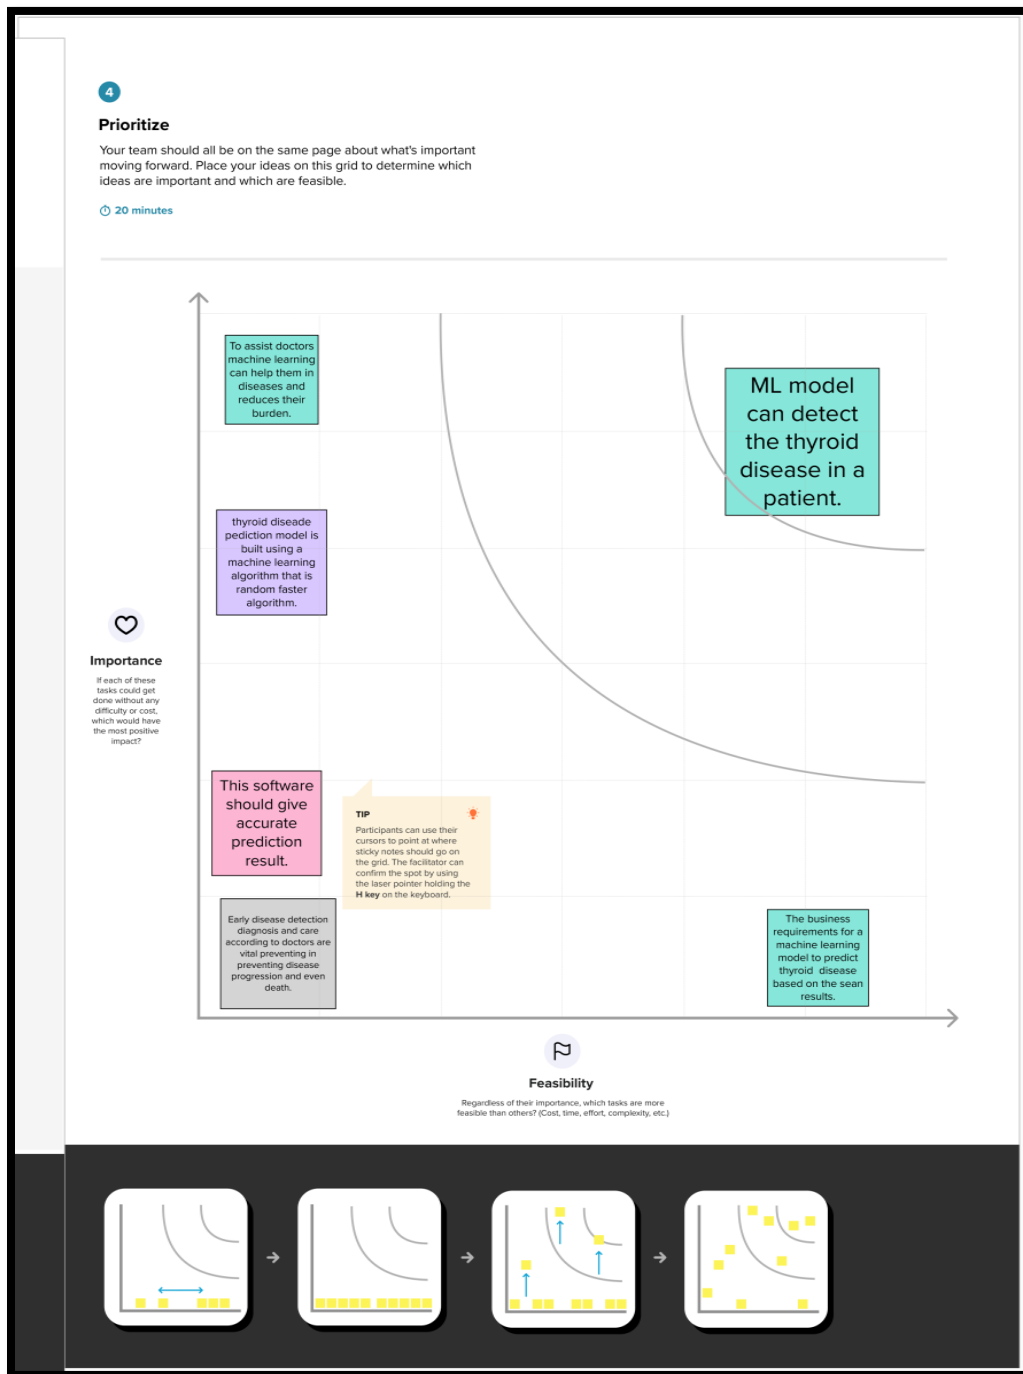 4
Prioritize
Your team should all be on the same page about what's important
moving forward. Place your ideas on this grid to determine which
ideas are important and which are feasible.
20 minutes
To assist doctors
machine learning
can help them in
diseases and
reduces their
burden.
ML model
can detect
the thyroid
disease in a
patient.
thyroid diseade
pediction model is
built using a
machine learning
algorithm that is
random faster
algorithm.
Importance
If each of these
tasks could get
done without any
difficulty or cost,
which would have
the most positive
impact?
This software
should give
accurate
prediction
result.
TIP
Participants can use their
cursors to point at where
sticky notes should go on
the grid. The facilitator can
confirm the spot by using
the laser pointer holding the
H key on the keyboard.
Early disease detection
diagnosis and care
according to doctors are
vital preventing in
preventing disease
progression and even
death.
The business
requirements for a
machine learning
model to predict
thyroid disease
based on the sean
results.
Feasibility
Regardless of their importance, which tasks are more
feasible than others? (Cost, time, effort, complexity, etc.)